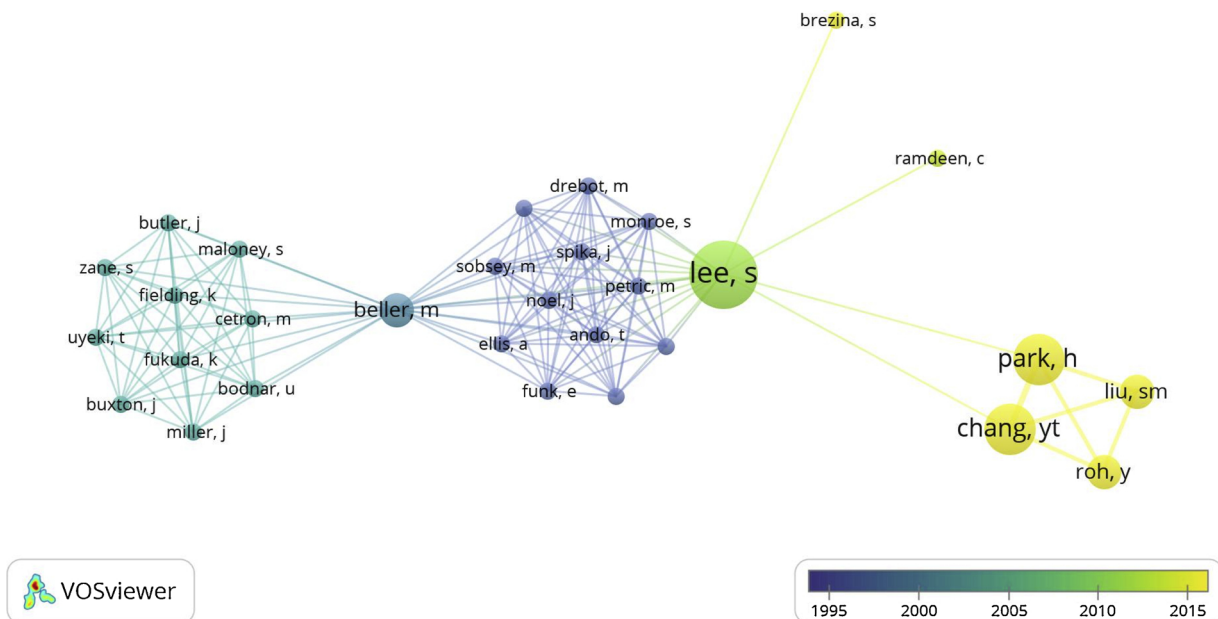 brezina, s
ramdeen, c
drebot, m
butler, j
monroe, s
maloney, s
spika, j
zane, s
sobsey, m
lee, s
petric, m
fielding, k
noel, j
beller, m
cetron, m
uyeki, t
ando, t
ellis, a
fukuda, k
park, h
bodnar, u
funk, e
liu, sm
buxton, j
chang, yt
miller, j
roh, y
VOSviewer
1995 2000 2005 2010 2015